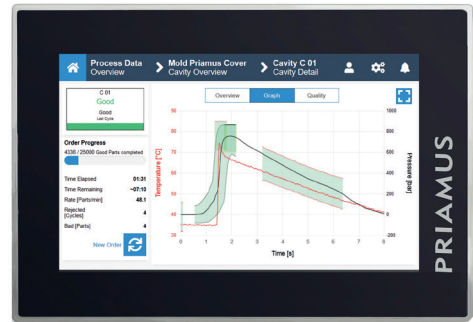 Process Data
Overview
Mold Priamus Cover
Cavity Overview
Cavity C 01
Cavity Detail
C 01
Good
Good
Last Cycle
Overview
Graph
Quality
Order Progress
4336 / 25000 Good Parts completed
Time Elapsed 01:31
Time Remaining ~07:10
Rate [Parts/min] 48.1
Rejected
[Cycles] 4
Bad [Parts] 4
New Order
Temperature [°C]
90
80
70
60
50
40
30
Pressure [bar]
1000
800
600
400
200
0
-200
0 1 2 3 4 5 6 7 8
Time [s]
PRIAMUS